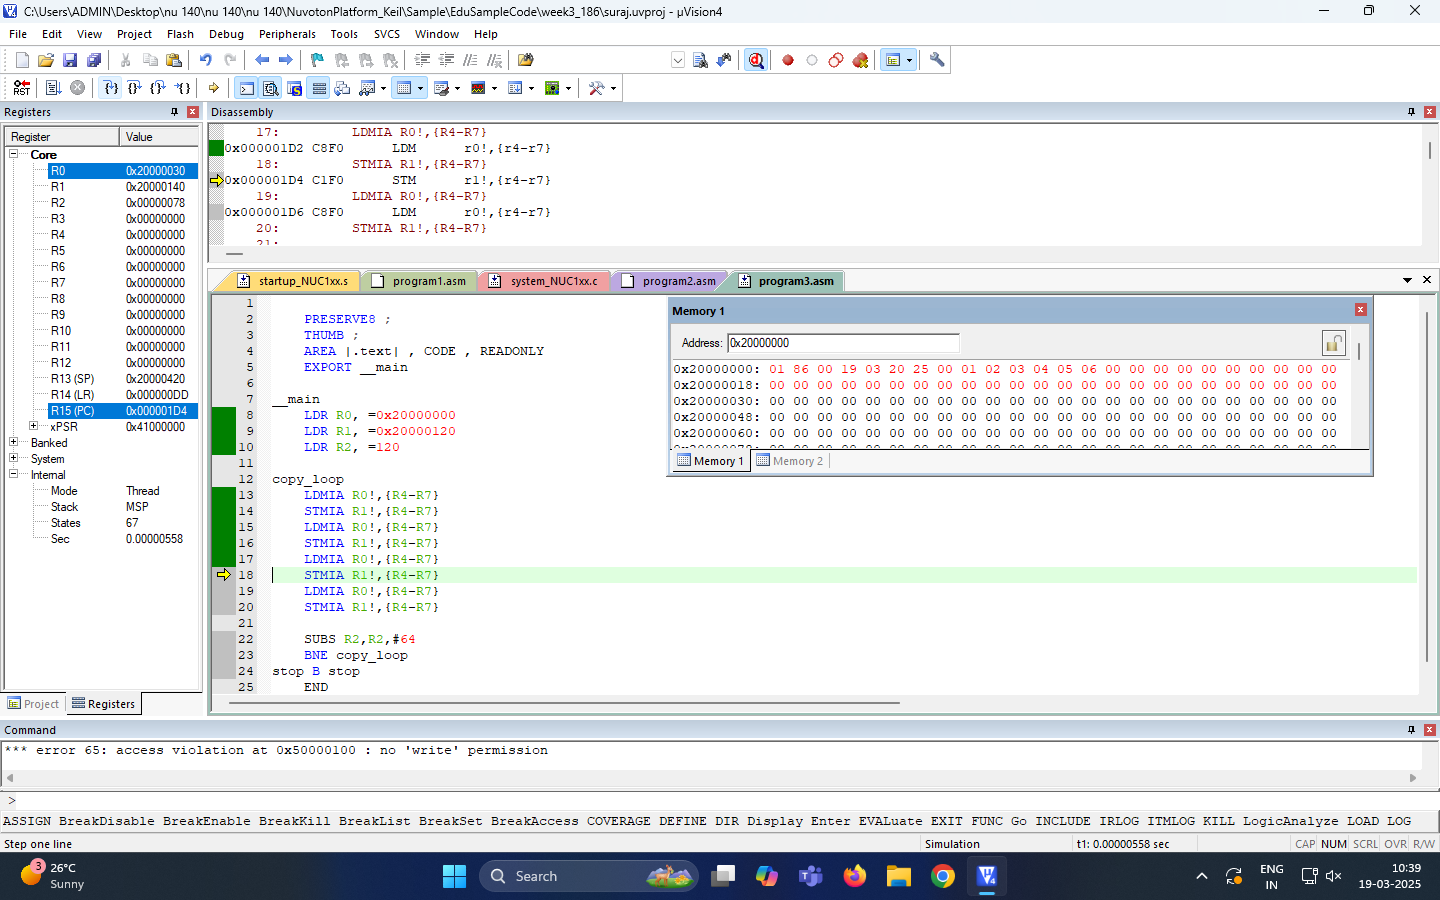 C:\Users\ADMIN\Desktop\nu 140\nu 140\nu 140\NuvotonPlatform_Keil\Sample\EduSampleCode\week3_186\suraj.uvproj - µVision4
File Edit View Project Flash Debug Peripherals Tools SVCS Window Help
RST
Registers
Register Value
Core
R0 0x20000030
R1 0x20000140
R2 0x00000078
R3 0x00000000
R4 0x00000000
R5 0x00000000
R6 0x00000000
R7 0x00000000
R8 0x00000000
R9 0x00000000
R10 0x00000000
R11 0x00000000
R12 0x00000000
R13 (SP) 0x20000420
R14 (LR) 0x000000DD
R15 (PC) 0x000001D4
xPSR 0x41000000
Banked
System
Internal
Mode Thread
Stack MSP
States 67
Sec 0.00000558
Project Registers
Disassembly
17: LDMIA R0!,{R4-R7}
0x000001D2 C8F0 LDM r0!,{r4-r7}
18: STMIA R1!,{R4-R7}
0x000001D4 C1F0 STM r1!,{r4-r7}
19: LDMIA R0!,{R4-R7}
0x000001D6 C8F0 LDM r0!,{r4-r7}
20: STMIA R1!,{R4-R7}
21:
startup_NUC1xx.s program1.asm system_NUC1xx.c program2.asm program3.asm
1
2 PRESERVE8 ;
3 THUMB ;
4 AREA |.text| , CODE , READONLY
5 EXPORT __main
6
7 __main
8 LDR R0, =0x20000000
9 LDR R1, =0x20000120
10 LDR R2, =120
11
12 copy_loop
13 LDMIA R0!,{R4-R7}
14 STMIA R1!,{R4-R7}
15 LDMIA R0!,{R4-R7}
16 STMIA R1!,{R4-R7}
17 LDMIA R0!,{R4-R7}
18 STMIA R1!,{R4-R7}
19 LDMIA R0!,{R4-R7}
20 STMIA R1!,{R4-R7}
21
22 SUBS R2,R2,#64
23 BNE copy_loop
24 stop B stop
25 END
Memory 1
Address: 0x20000000
0x20000000: 01 86 00 19 03 20 25 00 01 02 03 04 05 06 00 00 00 00 00 00 00 00 00 00
0x20000018: 00 00 00 00 00 00 00 00 00 00 00 00 00 00 00 00 00 00 00 00 00 00 00 00
0x20000030: 00 00 00 00 00 00 00 00 00 00 00 00 00 00 00 00 00 00 00 00 00 00 00 00
0x20000048: 00 00 00 00 00 00 00 00 00 00 00 00 00 00 00 00 00 00 00 00 00 00 00 00
0x20000060: 00 00 00 00 00 00 00 00 00 00 00 00 00 00 00 00 00 00 00 00 00 00 00 00
Memory 1 Memory 2
Command
*** error 65: access violation at 0x50000100 : no 'write' permission
>
ASSIGN BreakDisable BreakEnable BreakKill BreakList BreakSet BreakAccess COVERAGE DEFINE DIR Display Enter EVALuate EXIT FUNC Go INCLUDE IRLOG ITMLOG KILL LogicAnalyze LOAD LOG
Step one line Simulation t1: 0.00000558 sec CAP NUM SCRL OVR R/W
3
26°C
Sunny
Search
ENG
IN
10:39
19-03-2025